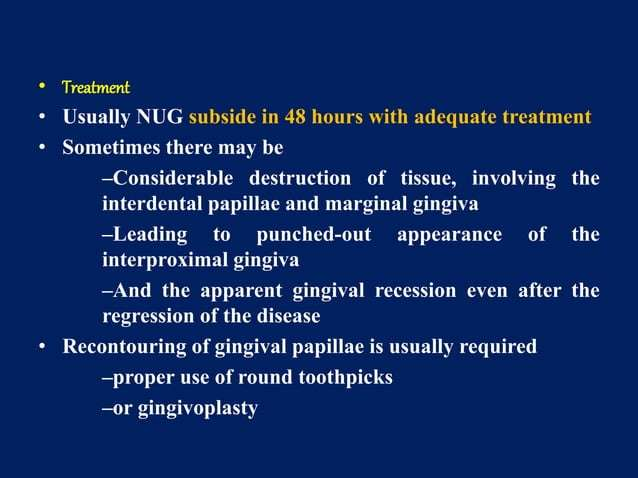 • Treatment
• Usually NUG subside in 48 hours with adequate treatment
• Sometimes there may be
–Considerable destruction of tissue, involving the
interdental papillae and marginal gingiva
–Leading to punched-out appearance of the
interproximal gingiva
–And the apparent gingival recession even after the
regression of the disease
• Recontouring of gingival papillae is usually required
–proper use of round toothpicks
–or gingivoplasty